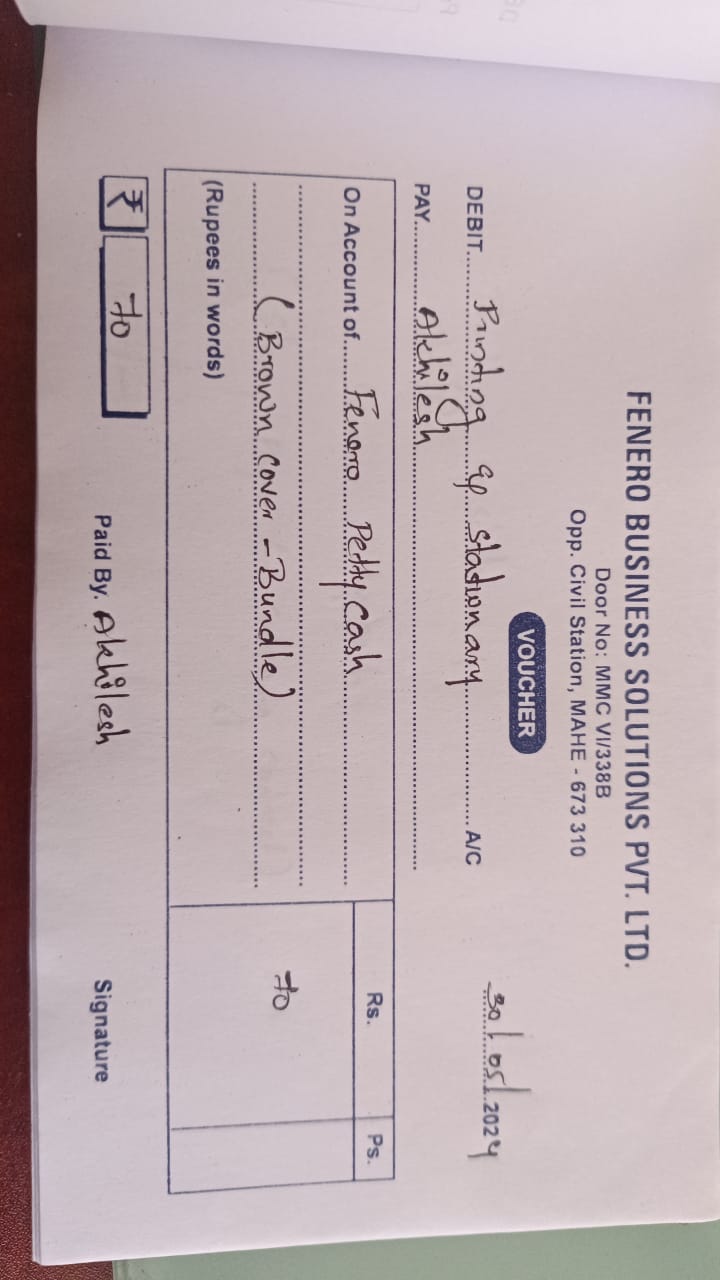 FENERO BUSINESS SOLUTIONS PVT. LTD.
Door No: MMC VI/338B
Opp. Civil Station, MAHE - 673 310
VOUCHER
30/05/2024
DEBIT Printing & Stationary A/C
PAY Akhilesh
Rs. Ps.
On Account of Fenero Petty Cash
(Brown Cover - Bundle) 70
(Rupees in words)
₹ 70
Paid By. Akhilesh Signature